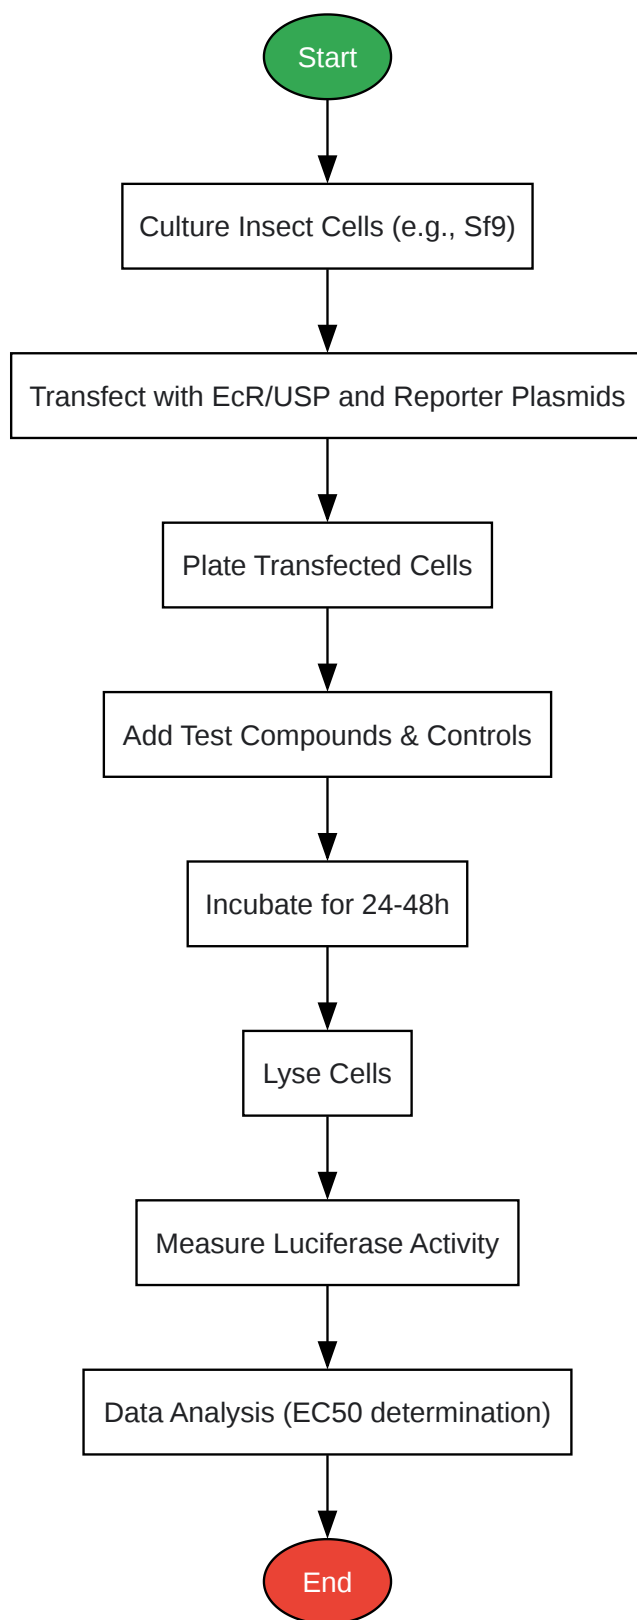 Start
Culture Insect Cells (e.g., Sf9)
Transfect with EcR/USP and Reporter Plasmids
Plate Transfected Cells
Add Test Compounds & Controls
Incubate for 24-48h
Lyse Cells
Measure Luciferase Activity
Data Analysis (EC50 determination)
End